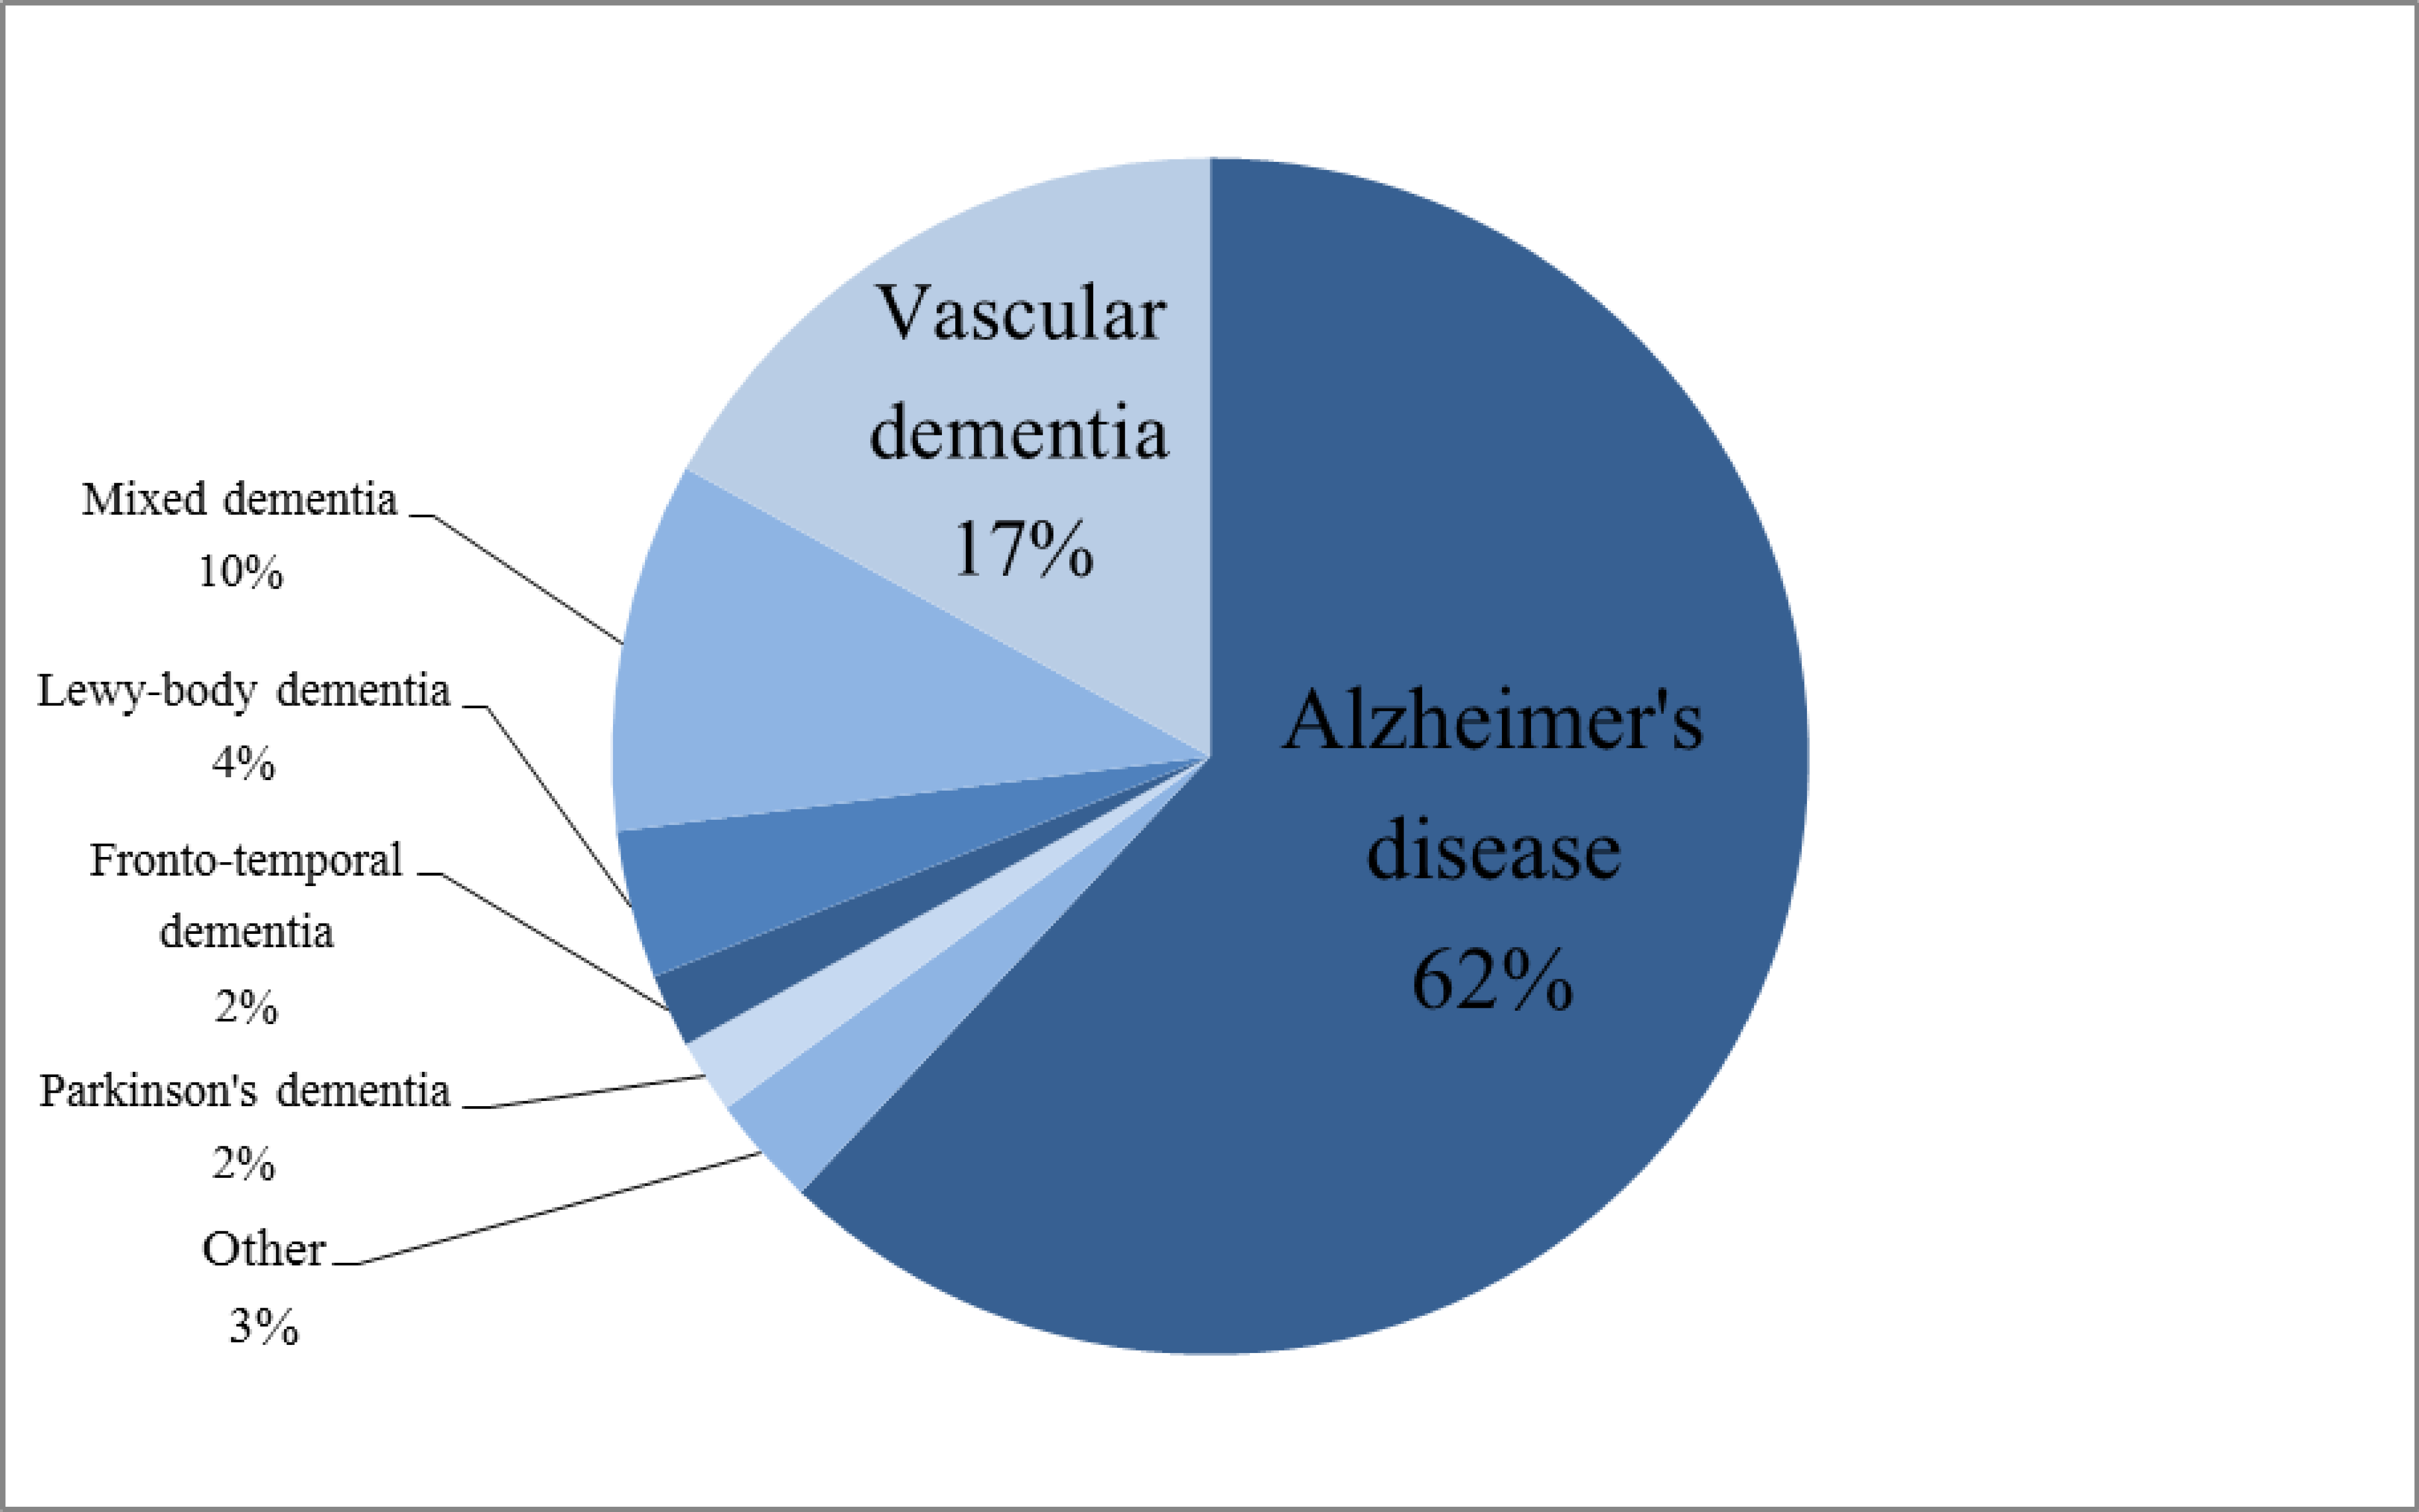 Vascular
dementia
17%
Alzheimer's
disease
62%
Mixed dementia
10%
Lewy-body dementia
4%
Fronto-temporal
dementia
2%
Parkinson's dementia
2%
Other
3%